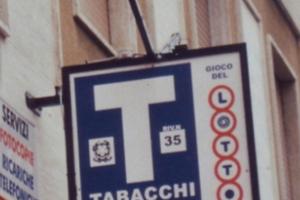 SERVIZI
FOTOCOPIE
RICARICHE
TELEFONICHE
T
RIV.N
35
TABACCHI
GIOCO
DEL
LOTTO